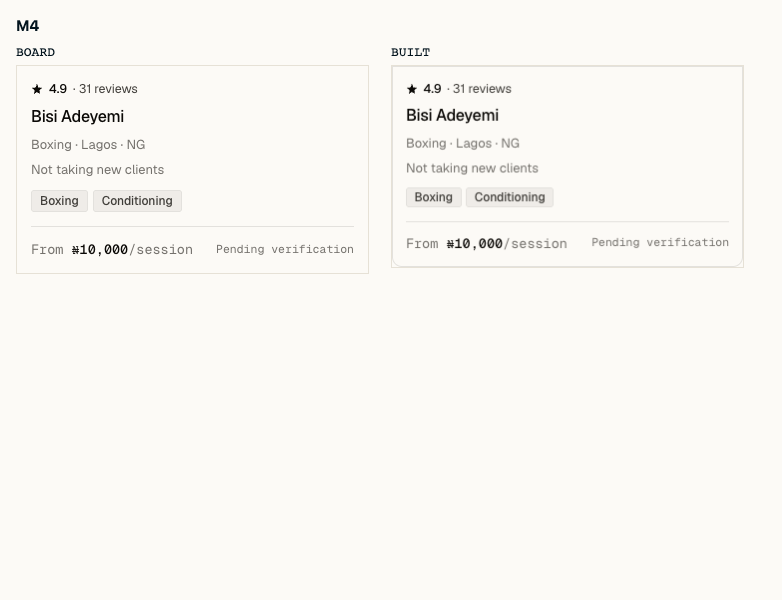 M4
BOARD
★ 4.9 · 31 reviews
Bisi Adeyemi
Boxing · Lagos · NG
Not taking new clients
Boxing Conditioning
From ₦10,000/session Pending verification
BUILT
★ 4.9 · 31 reviews
Bisi Adeyemi
Boxing · Lagos · NG
Not taking new clients
Boxing Conditioning
From ₦10,000/session Pending verification